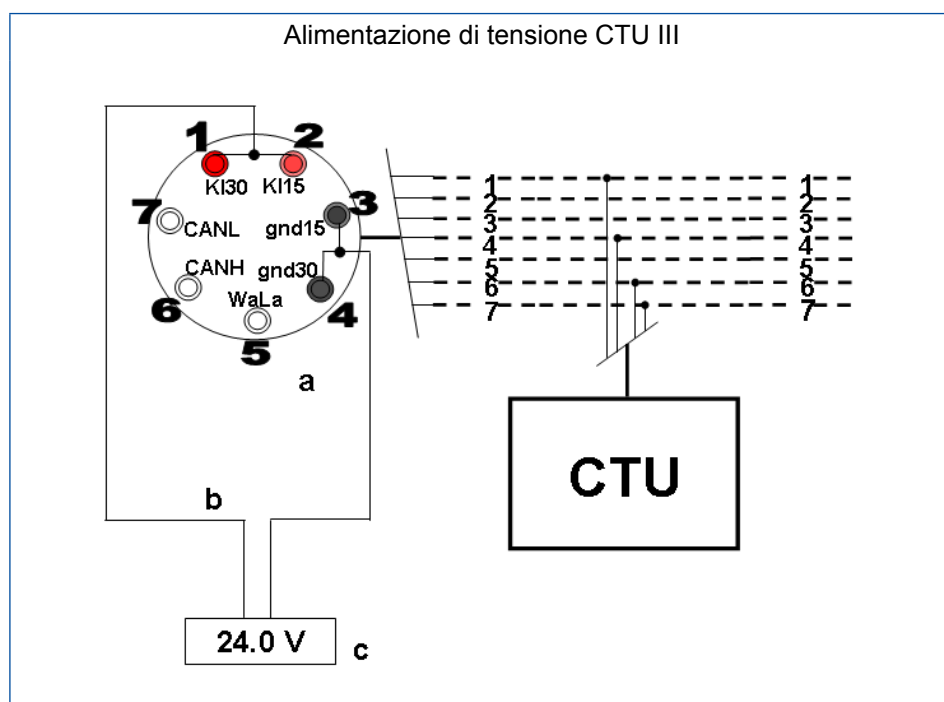 Alimentazione di tensione CTU III
1 2
Kl30 Kl15
7 3
CANL gnd15
CANH gnd30
6 WaLa 4
5
a
b
24.0 V c
1 1
2 2
3 3
4 4
5 5
6 6
7 7
CTU